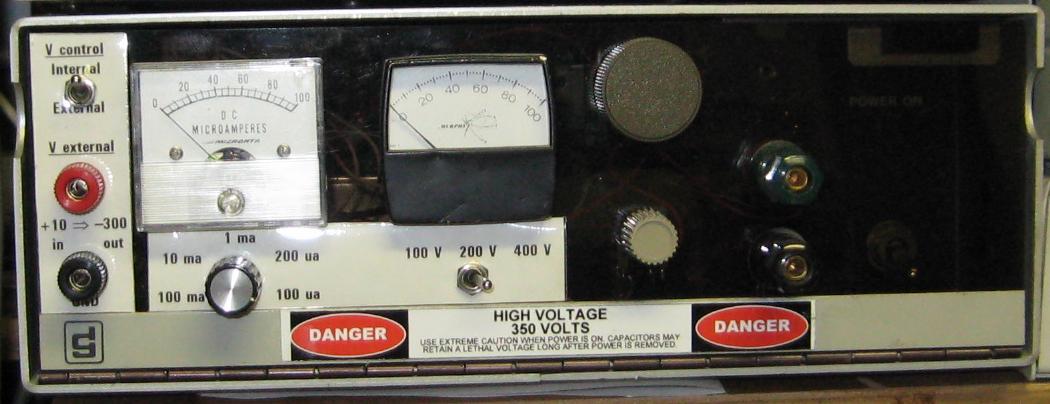 V control
Internal
External
V external
+10 ⇒ −300
in out
GND
0 20 40 60 80 100
DC
MICROAMPERES
MICRONTA
0 20 40 60 80 100
MURPHY
1 ma
10 ma 200 ua
100 ma 100 ua
100 V 200 V 400 V
POWER ON
DANGER
HIGH VOLTAGE
350 VOLTS
USE EXTREME CAUTION WHEN POWER IS ON. CAPACITORS MAY
RETAIN A LETHAL VOLTAGE LONG AFTER POWER IS REMOVED.
DANGER